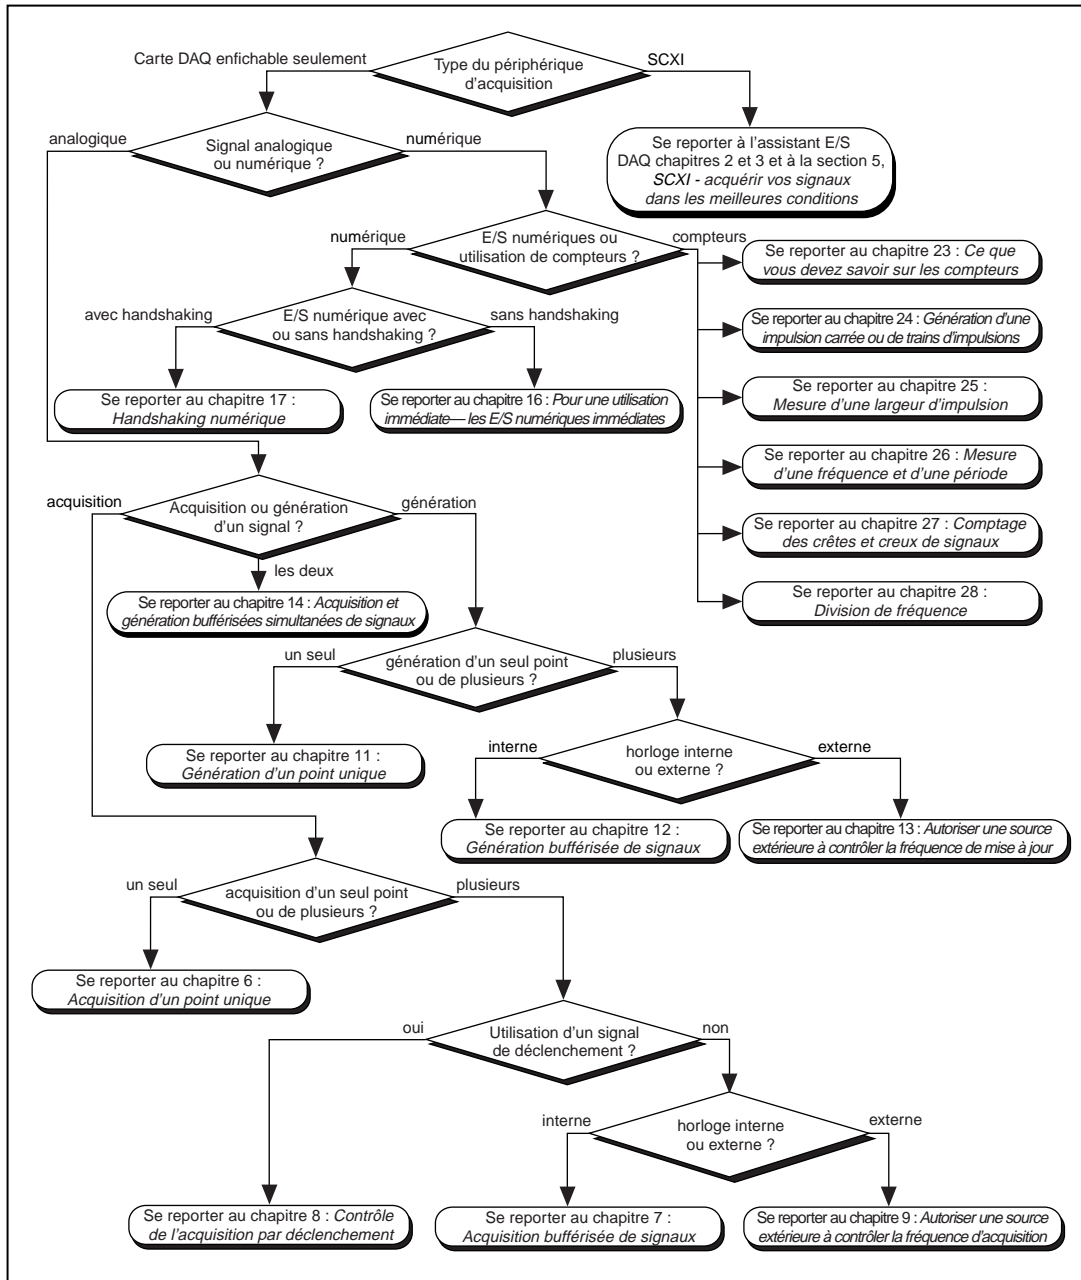 Carte DAQ enfichable seulement
Type du périphérique
d'acquisition
SCXI
analogique
Signal analogique
ou numérique ?
numérique
Se reporter à l'assistant E/S
DAQ chapitres 2 et 3 et à la section 5,
SCXI - acquérir vos signaux
dans les meilleures conditions
numérique
E/S numériques ou
utilisation de compteurs ?
compteurs
Se reporter au chapitre 23 : Ce que
vous devez savoir sur les compteurs
avec handshaking
E/S numérique avec
ou sans handshaking ?
sans handshaking
Se reporter au chapitre 24 : Génération d'une
impulsion carrée ou de trains d'impulsions
Se reporter au chapitre 17 :
Handshaking numérique
Se reporter au chapitre 16 : Pour une utilisation
immédiate— les E/S numériques immédiates
Se reporter au chapitre 25 :
Mesure d'une largeur d'impulsion
Se reporter au chapitre 26 : Mesure
d'une fréquence et d'une période
acquisition
Acquisition ou génération
d'un signal ?
génération
Se reporter au chapitre 27 : Comptage
des crêtes et creux de signaux
les deux
Se reporter au chapitre 14 : Acquisition et
génération bufférisées simultanées de signaux
Se reporter au chapitre 28 :
Division de fréquence
un seul
génération d'un seul point
ou de plusieurs ?
plusieurs
Se reporter au chapitre 11 :
Génération d'un point unique
interne
horloge interne
ou externe ?
externe
Se reporter au chapitre 12 :
Génération bufférisée de signaux
Se reporter au chapitre 13 : Autoriser une source
extérieure à contrôler la fréquence de mise à jour
un seul
acquisition d'un seul point
ou de plusieurs ?
plusieurs
Se reporter au chapitre 6 :
Acquisition d'un point unique
oui
Utilisation d'un signal
de déclenchement ?
non
interne
horloge interne
ou externe ?
externe
Se reporter au chapitre 8 : Contrôle
de l'acquisition par déclenchement
Se reporter au chapitre 7 :
Acquisition bufférisée de signaux
Se reporter au chapitre 9 : Autoriser une source
extérieure à contrôler la fréquence d'acquisition